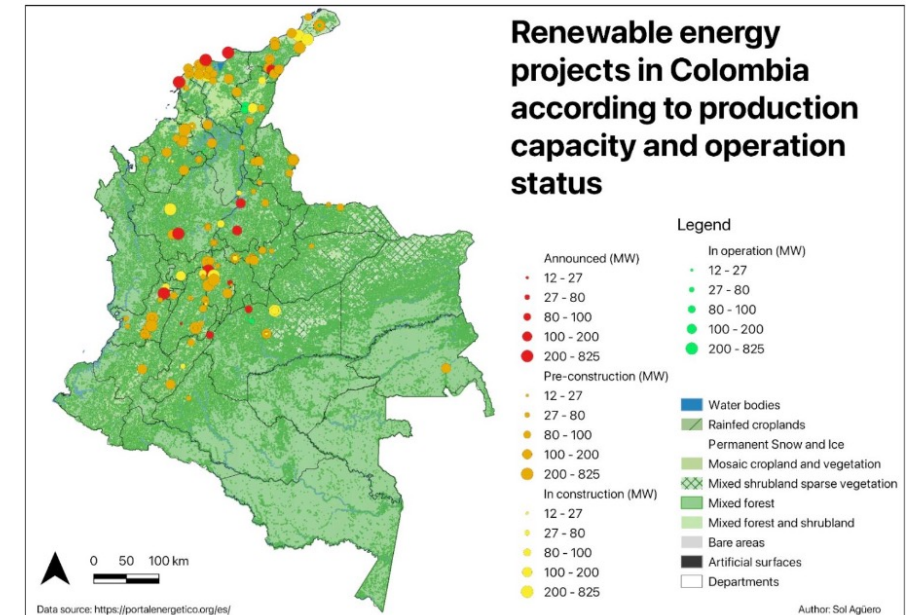 Renewable energy
projects in Colombia
according to production
capacity and operation
status
Legend
Announced (MW)
12 - 27
27 - 80
80 - 100
100 - 200
200 - 825
Pre-construction (MW)
12 - 27
27 - 80
80 - 100
100 - 200
200 - 825
In construction (MW)
12 - 27
27 - 80
80 - 100
100 - 200
200 - 825
In operation (MW)
12 - 27
27 - 80
80 - 100
100 - 200
200 - 825
Water bodies
Rainfed croplands
Permanent Snow and Ice
Mosaic cropland and vegetation
Mixed shrubland sparse vegetation
Mixed forest
Mixed forest and shrubland
Bare areas
Artificial surfaces
Departments
0 50 100 km
Data source: https://portalenergetico.org/es/
Author: Sol Agüero